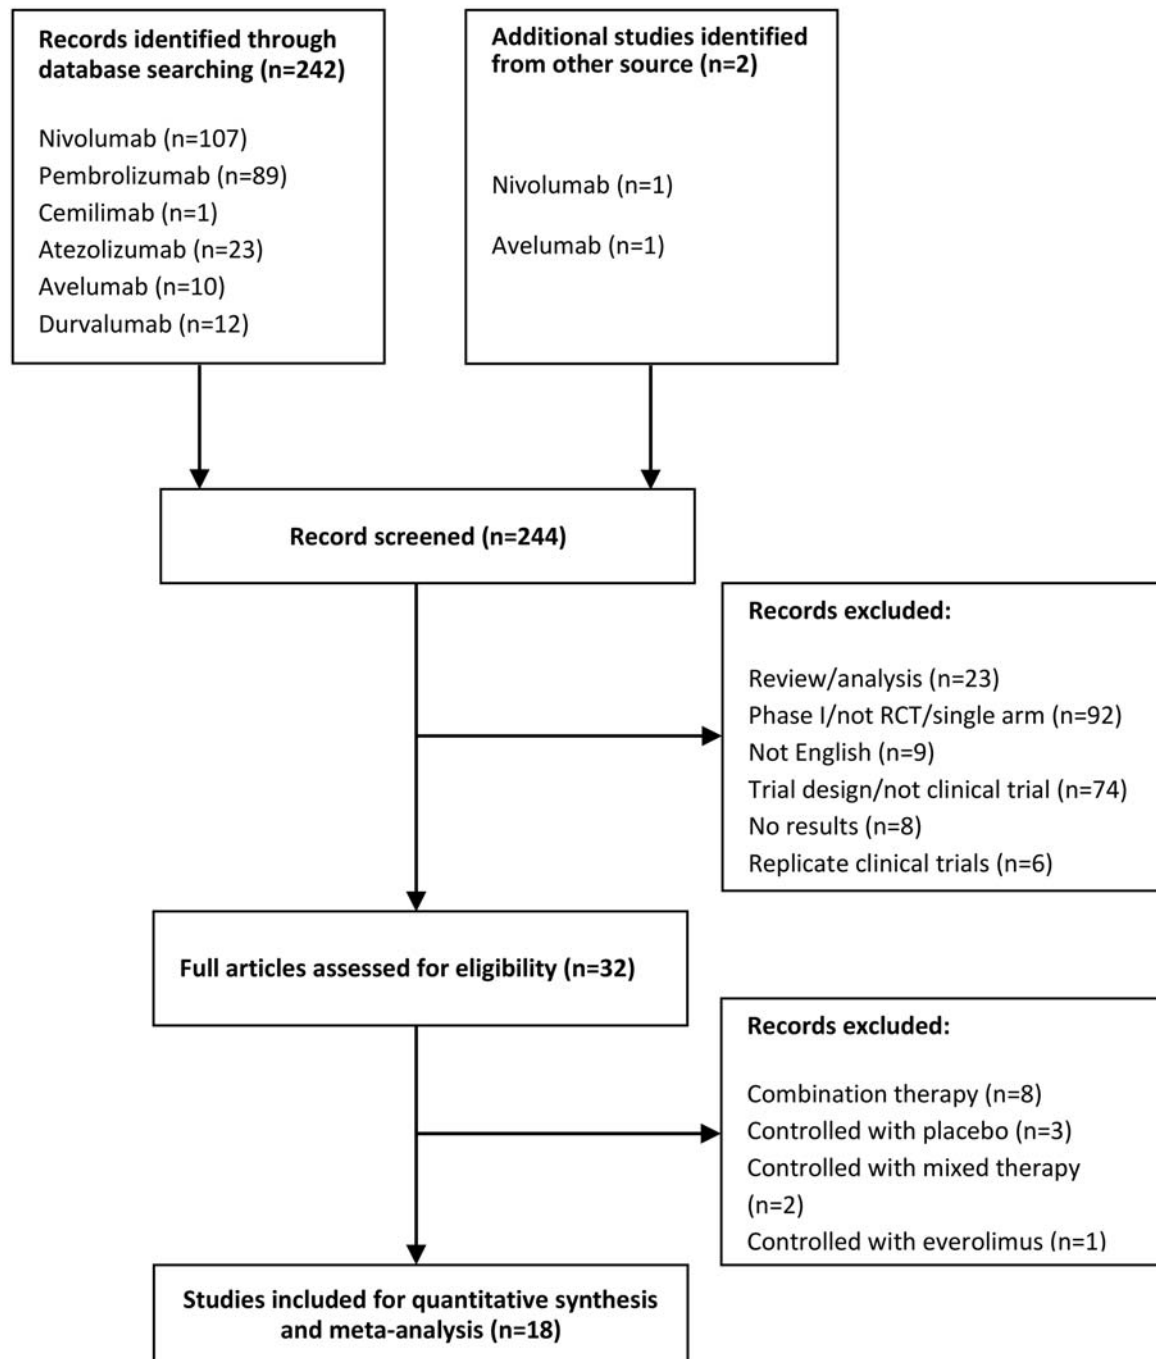 Records identified through
database searching (n=242)
Nivolumab (n=107)
Pembrolizumab (n=89)
Cemilimab (n=1)
Atezolizumab (n=23)
Avelumab (n=10)
Durvalumab (n=12)
Additional studies identified
from other source (n=2)
Nivolumab (n=1)
Avelumab (n=1)
Record screened (n=244)
Records excluded:
Review/analysis (n=23)
Phase I/not RCT/single arm (n=92)
Not English (n=9)
Trial design/not clinical trial (n=74)
No results (n=8)
Replicate clinical trials (n=6)
Full articles assessed for eligibility (n=32)
Records excluded:
Combination therapy (n=8)
Controlled with placebo (n=3)
Controlled with mixed therapy
(n=2)
Controlled with everolimus (n=1)
Studies included for quantitative synthesis
and meta-analysis (n=18)